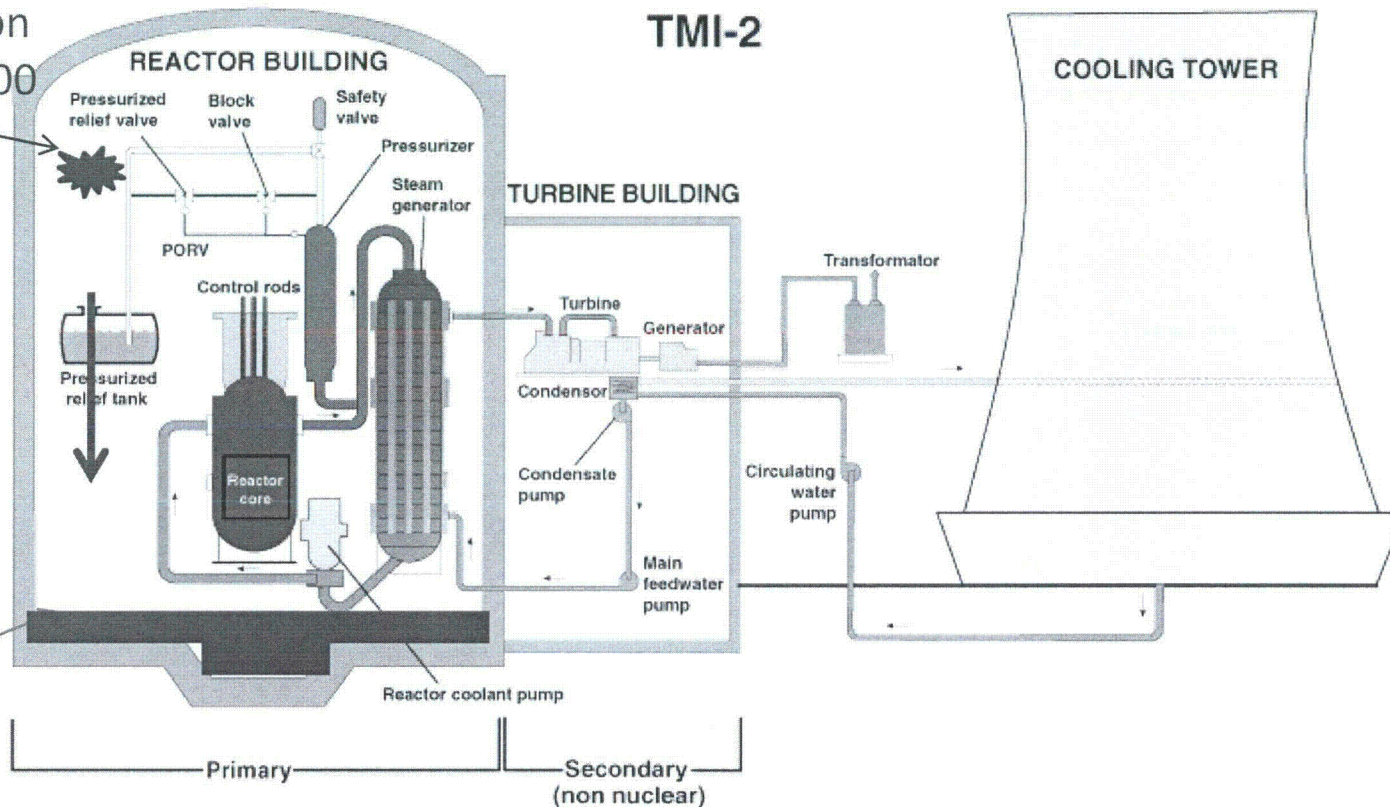 on
00
TMI-2
REACTOR BUILDING
COOLING TOWER
Pressurized
relief valve
Block
valve
Safety
valve
Pressurizer
Steam
generator
TURBINE BUILDING
PORV
Control rods
Transformator
Turbine
Generator
Pressurized
relief tank
Condensor
Reactor
core
Condensate
pump
Circulating
water
pump
Main
feedwater
pump
Reactor coolant pump
Primary
Secondary
(non nuclear)